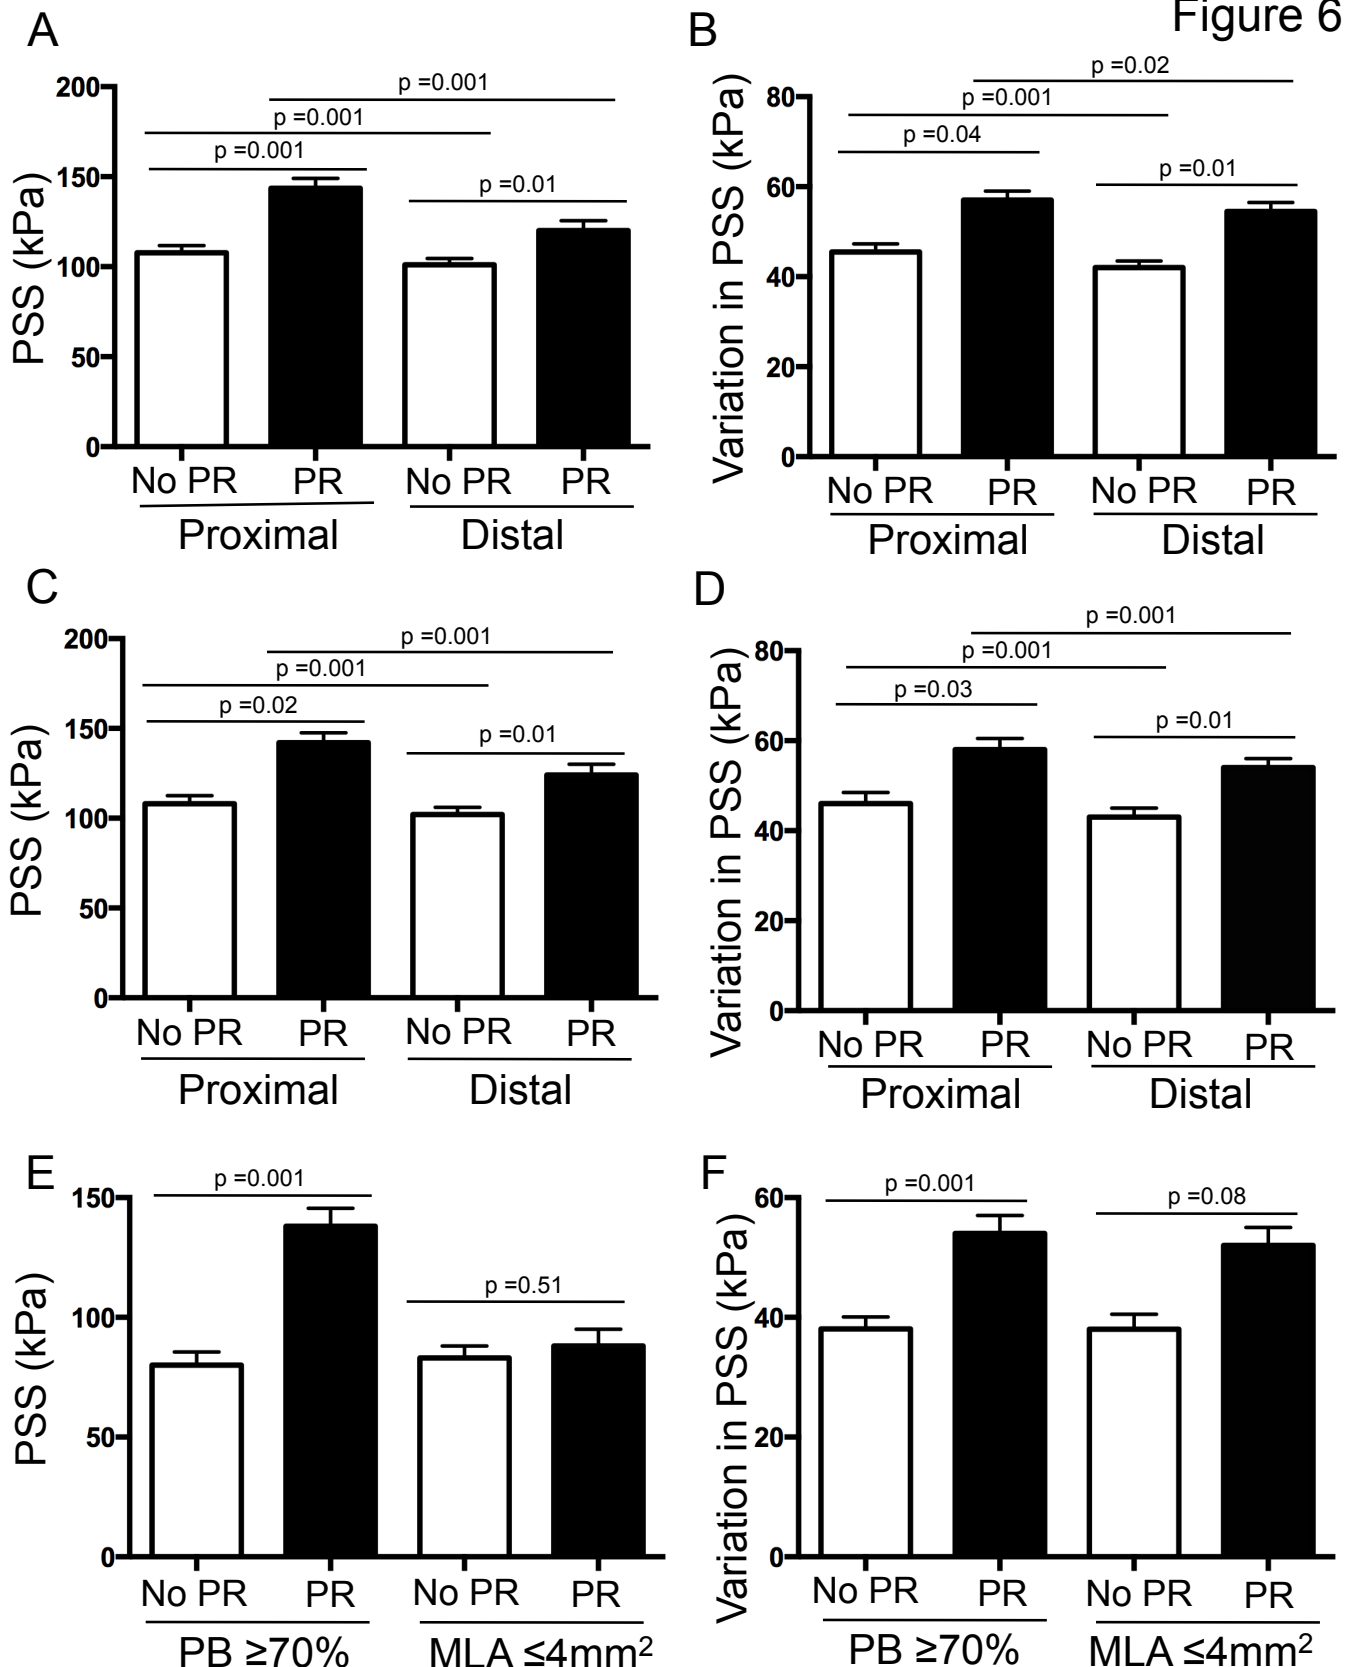 Figure 6
A
PSS (kPa)
200
150
100
50
0
p =0.001
p =0.001
p =0.001
p =0.01
No PR
PR
No PR
PR
Proximal
Distal
B
Variation in PSS (kPa)
80
60
40
20
0
p =0.02
p =0.001
p =0.04
p =0.01
No PR
PR
No PR
PR
Proximal
Distal
C
PSS (kPa)
200
150
100
50
0
p =0.001
p =0.001
p =0.02
p =0.01
No PR
PR
No PR
PR
Proximal
Distal
D
Variation in PSS (kPa)
80
60
40
20
0
p =0.001
p =0.001
p =0.03
p =0.01
No PR
PR
No PR
PR
Proximal
Distal
E
PSS (kPa)
150
100
50
0
p =0.001
p =0.51
No PR
PR
No PR
PR
PB ≥70%
MLA ≤4mm²
F
Variation in PSS (kPa)
60
40
20
0
p =0.001
p =0.08
No PR
PR
No PR
PR
PB ≥70%
MLA ≤4mm²